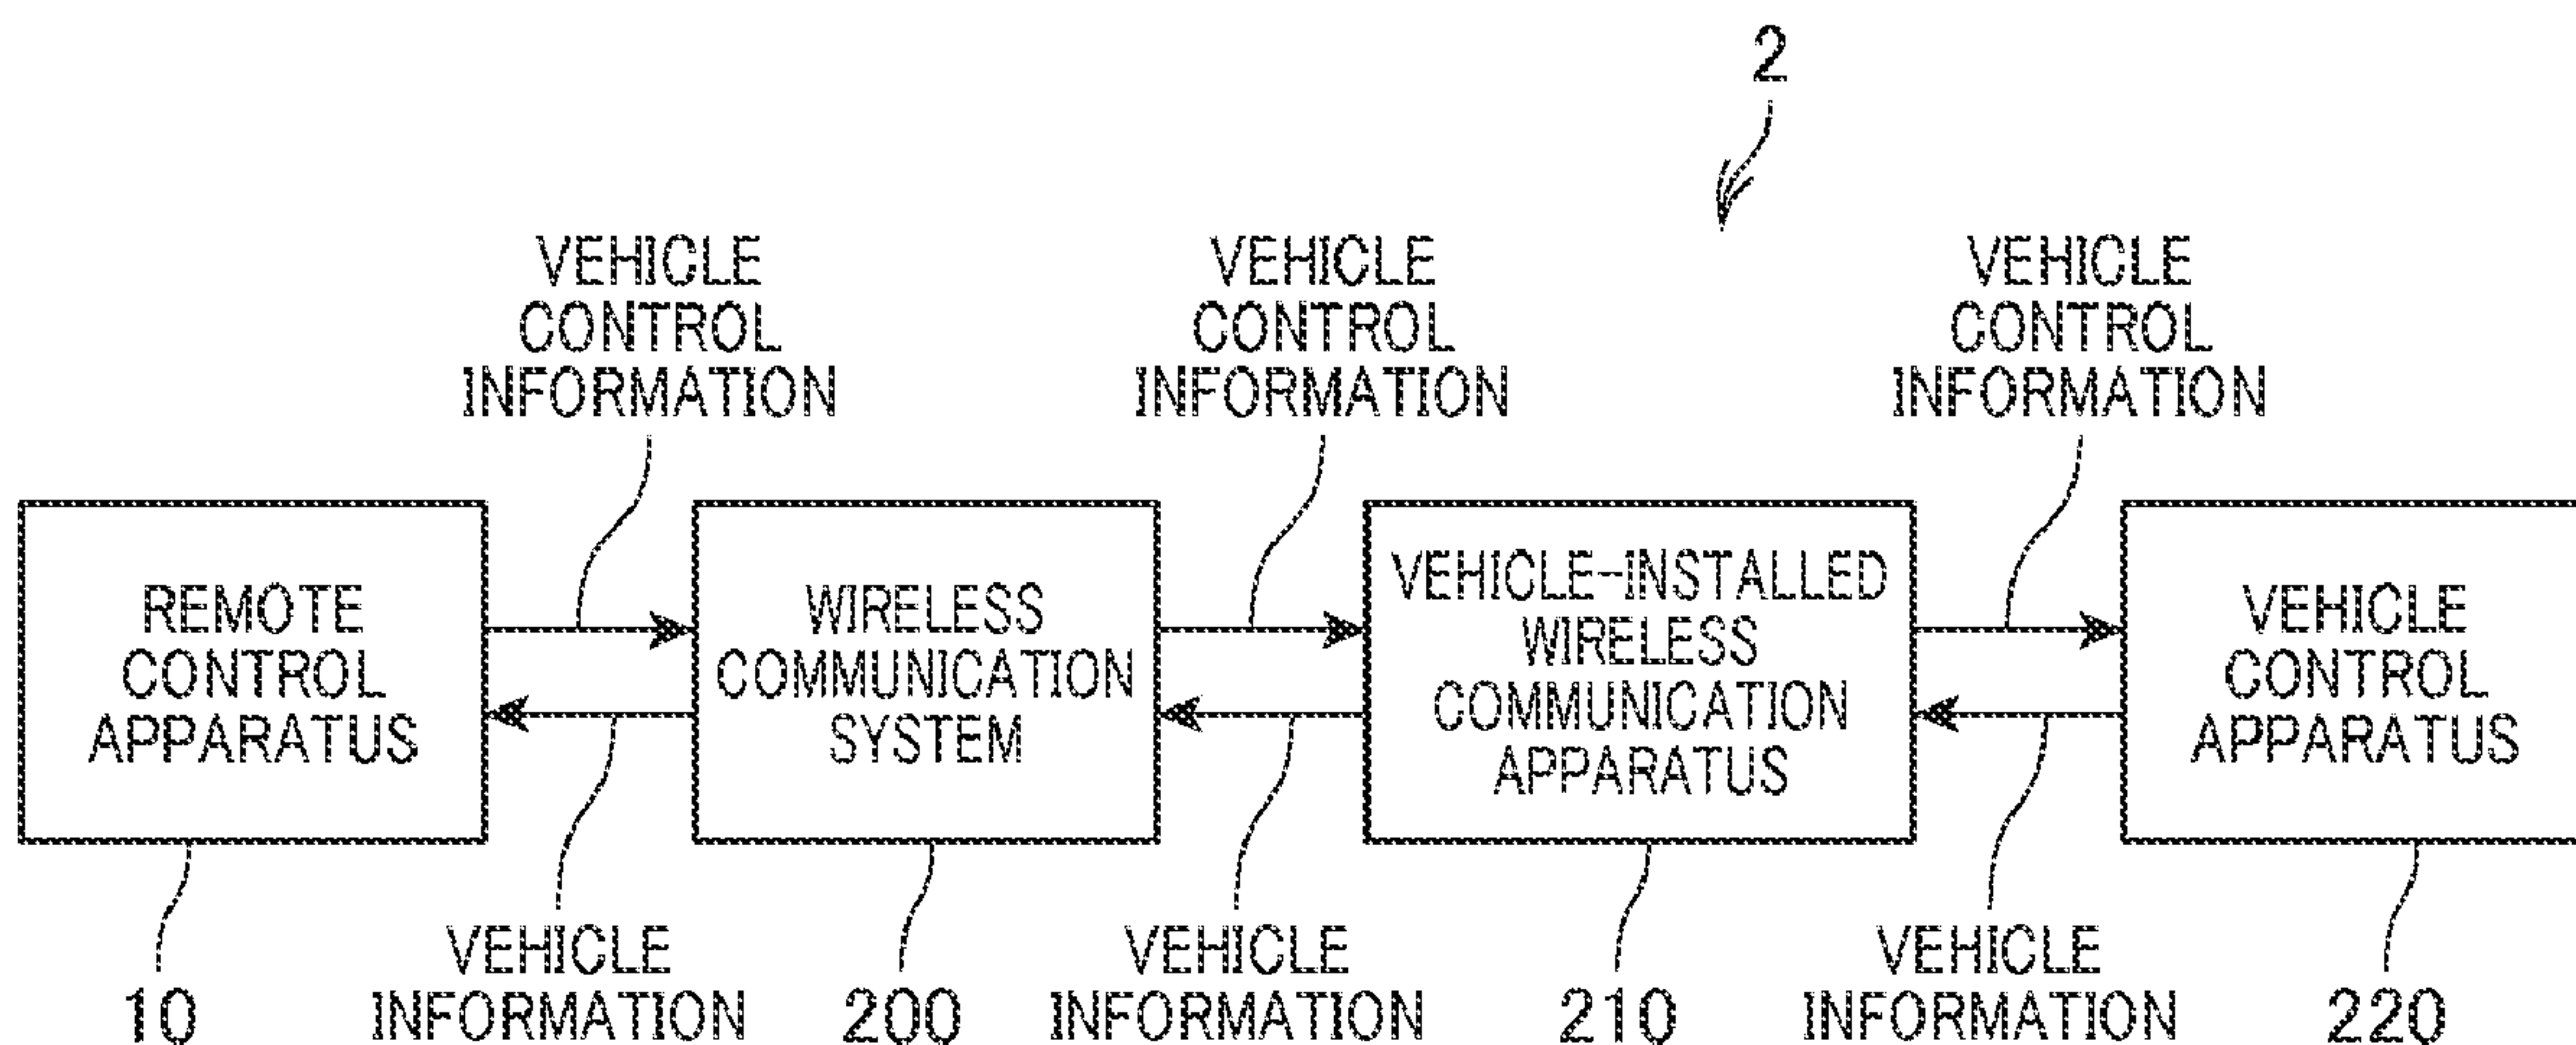 2
VEHICLE
CONTROL
INFORMATION
VEHICLE
CONTROL
INFORMATION
VEHICLE
CONTROL
INFORMATION
REMOTE
CONTROL
APPARATUS
WIRELESS
COMMUNICATION
SYSTEM
VEHICLE-INSTALLED
WIRELESS
COMMUNICATION
APPARATUS
VEHICLE
CONTROL
APPARATUS
10
VEHICLE
INFORMATION
200
VEHICLE
INFORMATION
210
VEHICLE
INFORMATION
220